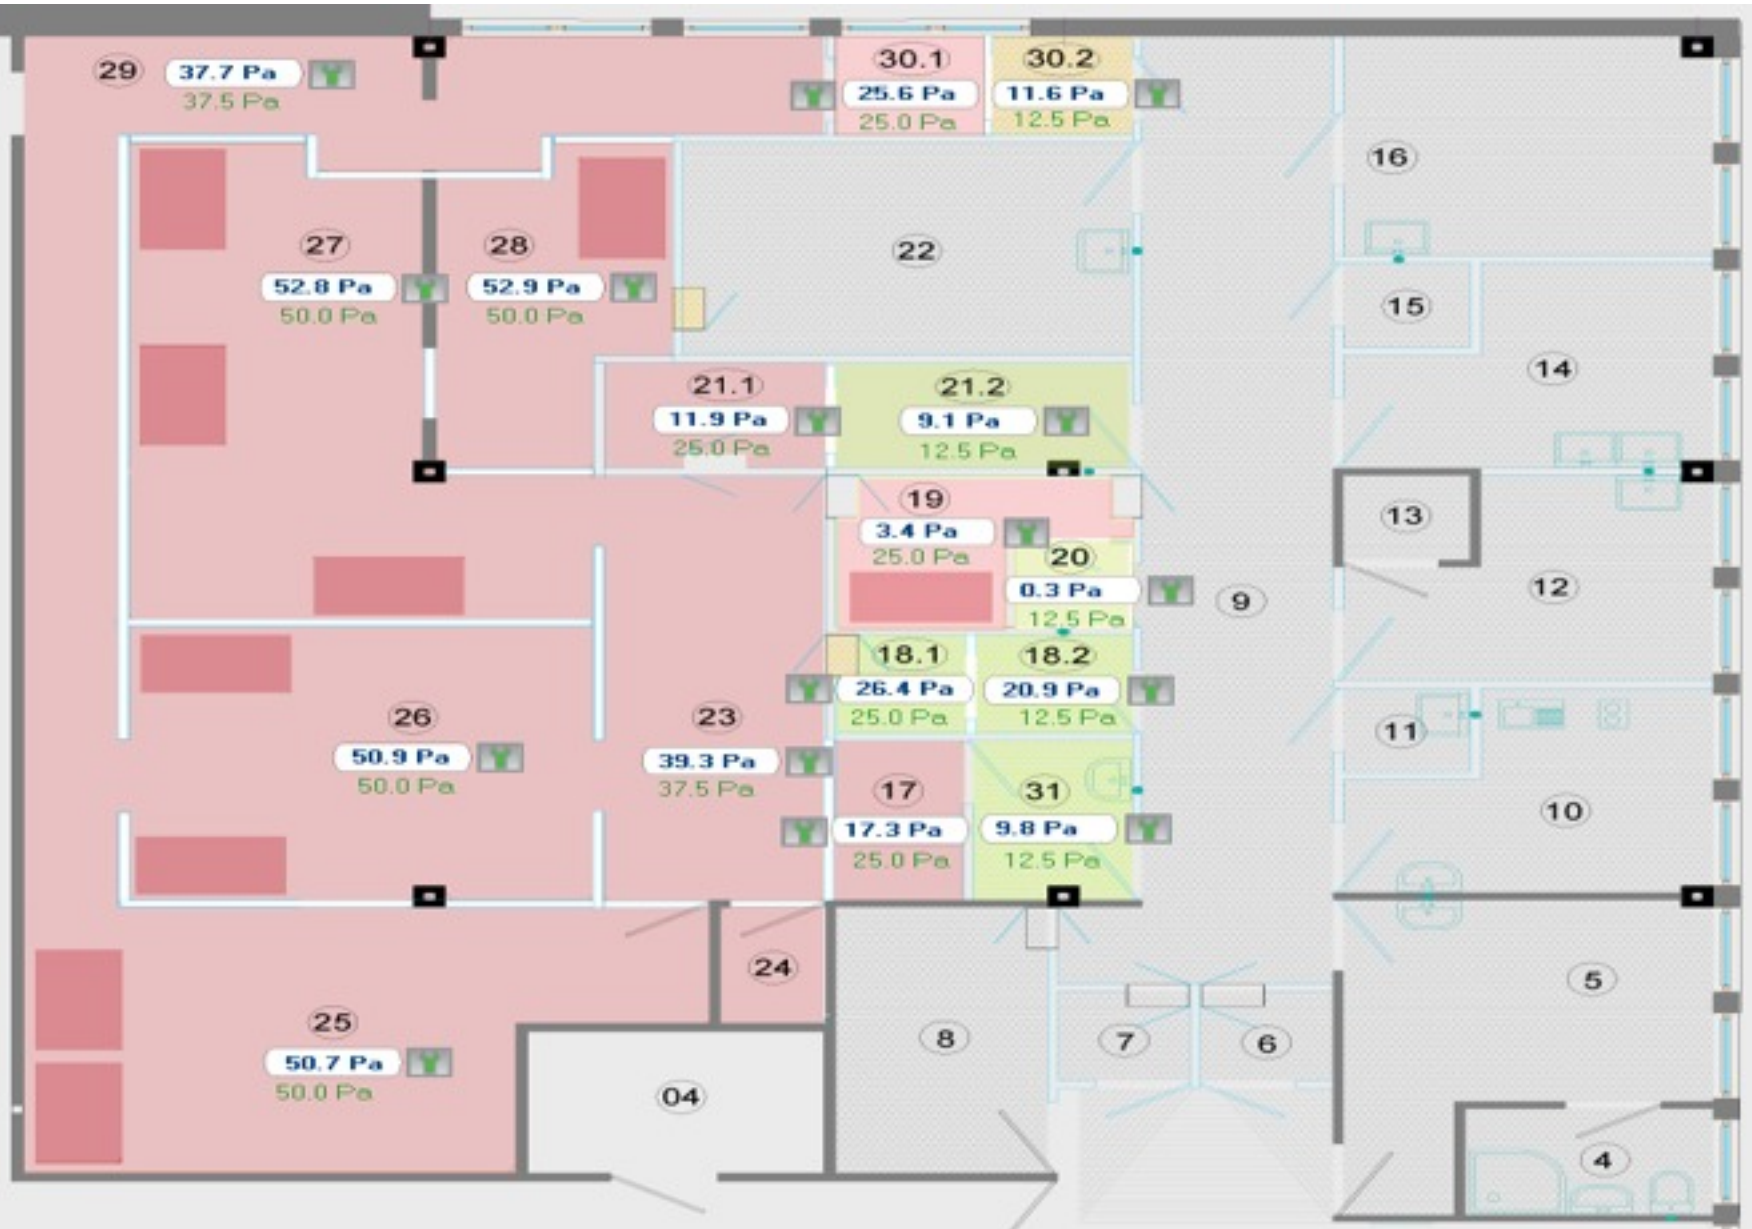 29
37.7 Pa
37.5 Pa
30.1
25.6 Pa
25.0 Pa
30.2
11.6 Pa
12.5 Pa
16
27
52.8 Pa
50.0 Pa
28
52.9 Pa
50.0 Pa
22
15
14
21.1
11.9 Pa
25.0 Pa
21.2
9.1 Pa
12.5 Pa
19
3.4 Pa
25.0 Pa
20
0.3 Pa
12.5 Pa
13
9
12
18.1
26.4 Pa
25.0 Pa
18.2
20.9 Pa
12.5 Pa
26
50.9 Pa
50.0 Pa
23
39.3 Pa
37.5 Pa
11
17
17.3 Pa
25.0 Pa
31
9.8 Pa
12.5 Pa
10
24
5
25
50.7 Pa
50.0 Pa
8
7
6
04
4